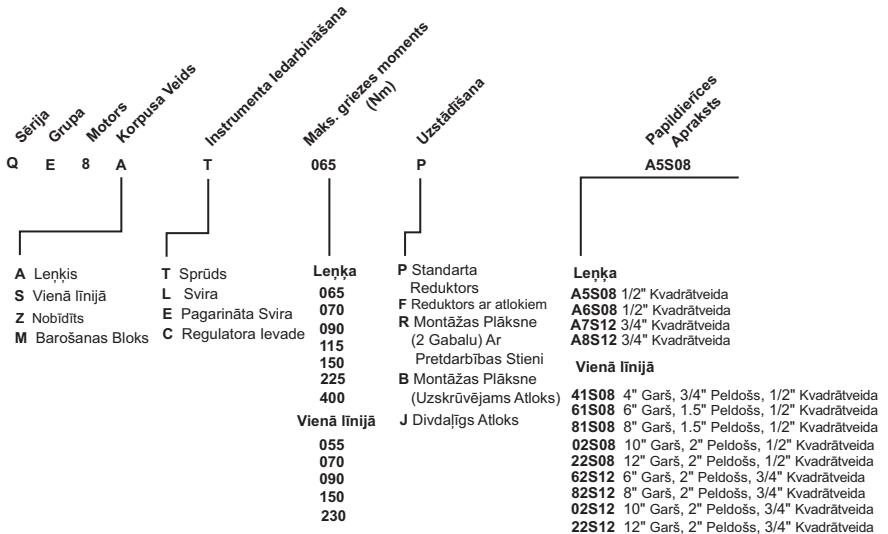 Sērija
Grupa
Motors
Korpusa Veids
Instrumenta Iedarbināšana
Maks. griezes moments
(Nm)
Uzstādīšana
Papildierīces
Apraksts
Q E 8 A T 065 P A5S08
A Leņķis
S Vienā līnijā
Z Nobīdīts
M Barošanas Bloks
T Sprūds
L Svira
E Pagarināta Svira
C Regulatora Ievade
Leņķa
065
070
090
115
150
225
400
Vienā līnijā
055
070
090
150
230
P Standarta
Reduktors
F Reduktors ar atlokiem
R Montāžas Plāksne
(2 Gabalu) Ar
Pretdarbības Stieni
B Montāžas Plāksne
(Uzskrūvējams Atloks)
J Divdaļīgs Atloks
Leņķa
A5S08 1/2" Kvadrātveida
A6S08 1/2" Kvadrātveida
A7S12 3/4" Kvadrātveida
A8S12 3/4" Kvadrātveida
Vienā līnijā
41S08 4" Garš, 3/4" Peldošs, 1/2" Kvadrātveida
61S08 6" Garš, 1.5" Peldošs, 1/2" Kvadrātveida
81S08 8" Garš, 1.5" Peldošs, 1/2" Kvadrātveida
02S08 10" Garš, 2" Peldošs, 1/2" Kvadrātveida
22S08 12" Garš, 2" Peldošs, 1/2" Kvadrātveida
62S12 6" Garš, 2" Peldošs, 3/4" Kvadrātveida
82S12 8" Garš, 2" Peldošs, 3/4" Kvadrātveida
02S12 10" Garš, 2" Peldošs, 3/4" Kvadrātveida
22S12 12" Garš, 2" Peldošs, 3/4" Kvadrātveida